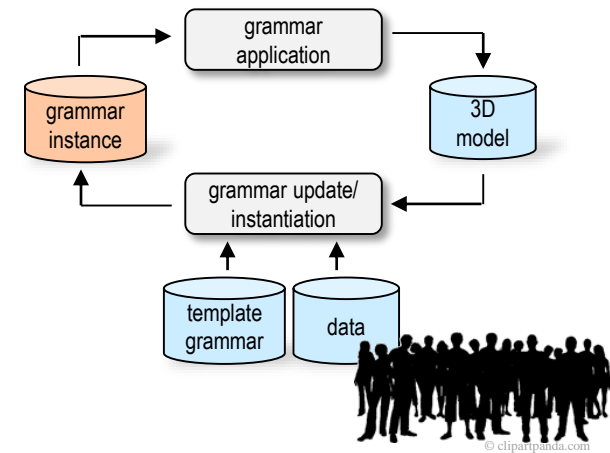 grammar
application
grammar
instance
3D
model
grammar update/
instantiation
template
grammar
data
© clipartpanda.com